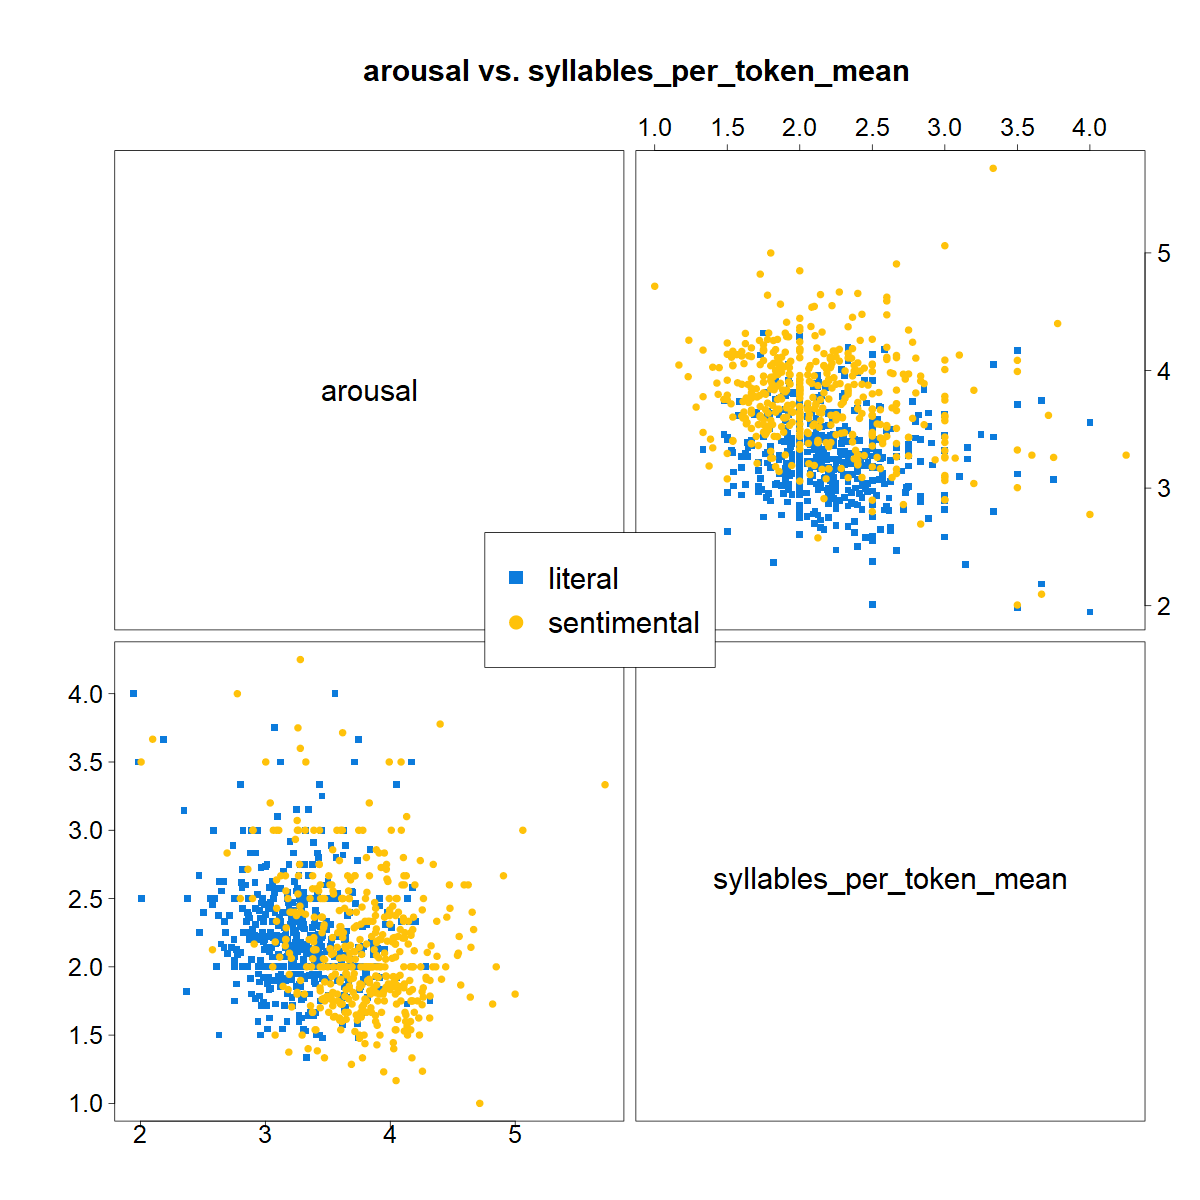 arousal vs. syllables_per_token_mean
1.0 1.5 2.0 2.5 3.0 3.5 4.0
arousal
5
4
3
2
literal
sentimental
4.0
3.5
3.0
2.5
2.0
1.5
1.0
syllables_per_token_mean
2 3 4 5